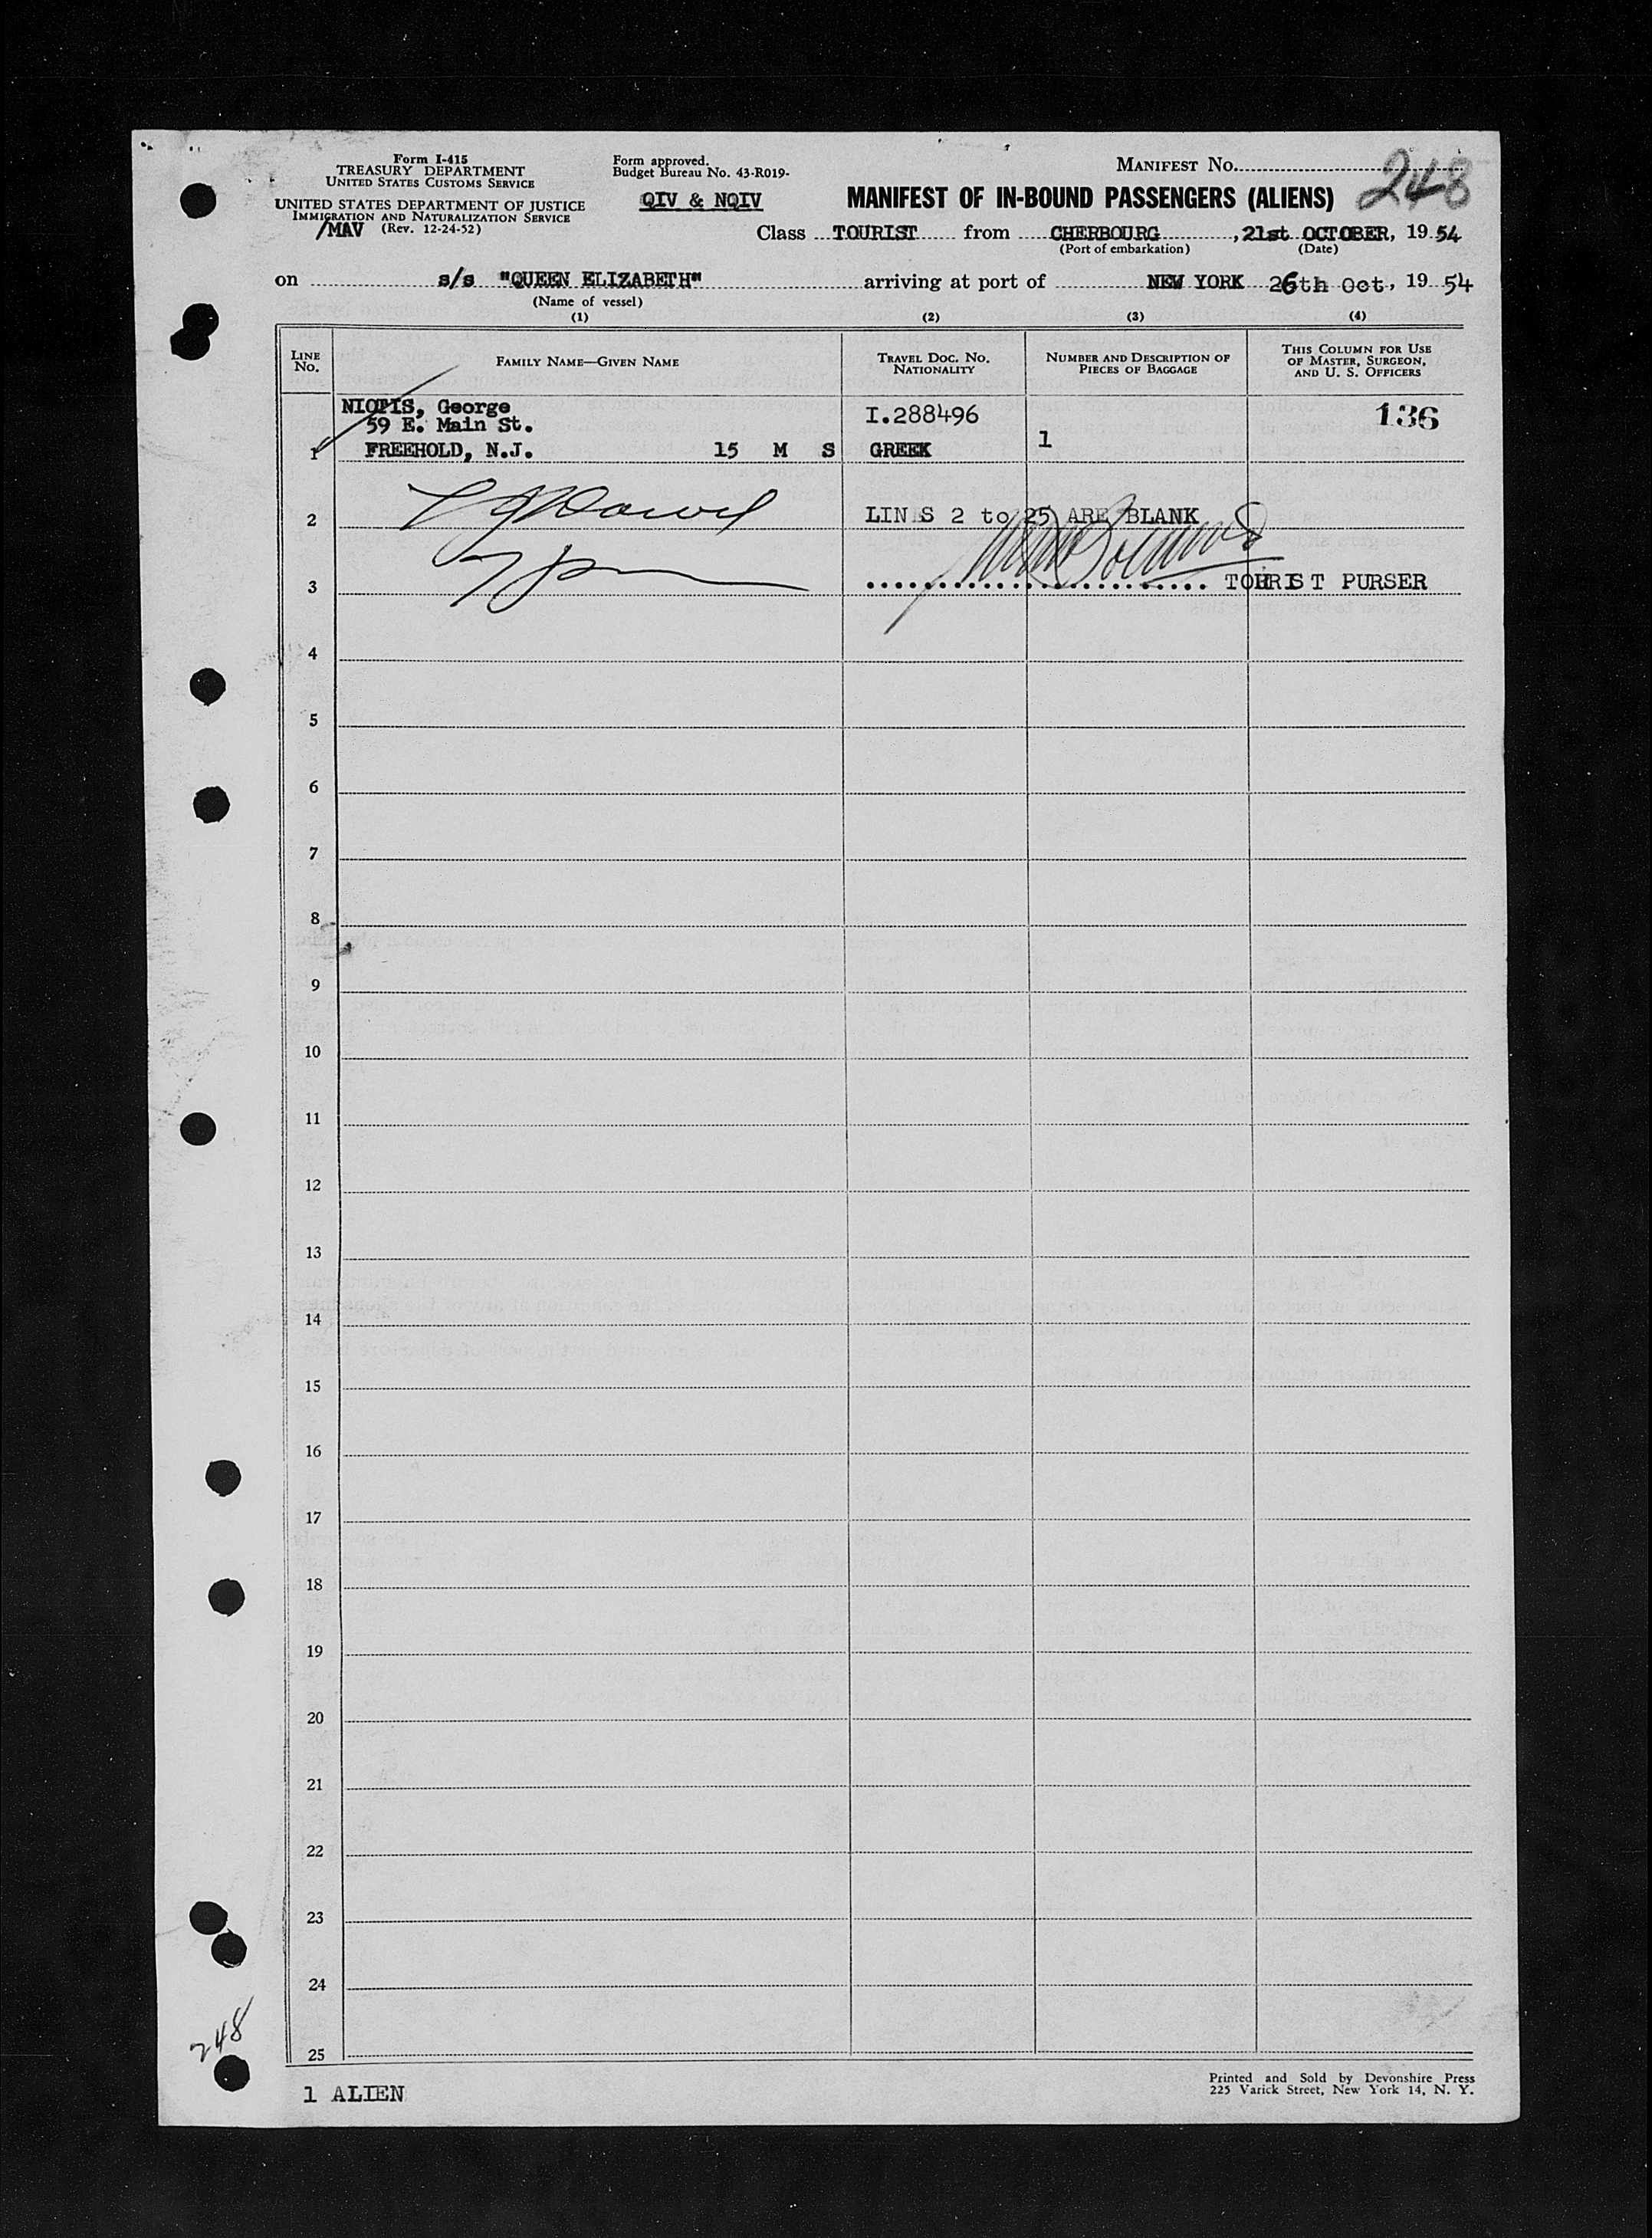 Form I-415
TREASURY DEPARTMENT
UNITED STATES CUSTOMS SERVICE
UNITED STATES DEPARTMENT OF JUSTICE
IMMIGRATION AND NATURALIZATION SERVICE
/MAV (Rev. 12-24-52)
Form approved.
Budget Bureau No. 43-R019-
QIV & NQIV
MANIFEST No. 248
MANIFEST OF IN-BOUND PASSENGERS (ALIENS)
Class TOURIST from CHERBOURG, 21st OCTOBER, 1954
(Port of embarkation) (Date)
on s/s "QUEEN ELIZABETH" arriving at port of NEW YORK 26th Oct, 1954
(Name of vessel)
(1) (2) (3) (4)
LINE No. FAMILY NAME—GIVEN NAME TRAVEL DOC. NO. NATIONALITY NUMBER AND DESCRIPTION OF PIECES OF BAGGAGE THIS COLUMN FOR USE OF MASTER, SURGEON, AND U. S. OFFICERS
NIOTIS, George I.288496 136
59 E. Main St.
1 FREEHOLD, N.J. 15 M S GREEK 1
2 LIN S 2 to 25 ARE BLANK
3 TOURIST PURSER
4
5
6
7
8
9
10
11
12
13
14
15
16
17
18
19
20
21
22
23
24
25
248
1 ALIEN
Printed and Sold by Devonshire Press
225 Varick Street, New York 14, N. Y.